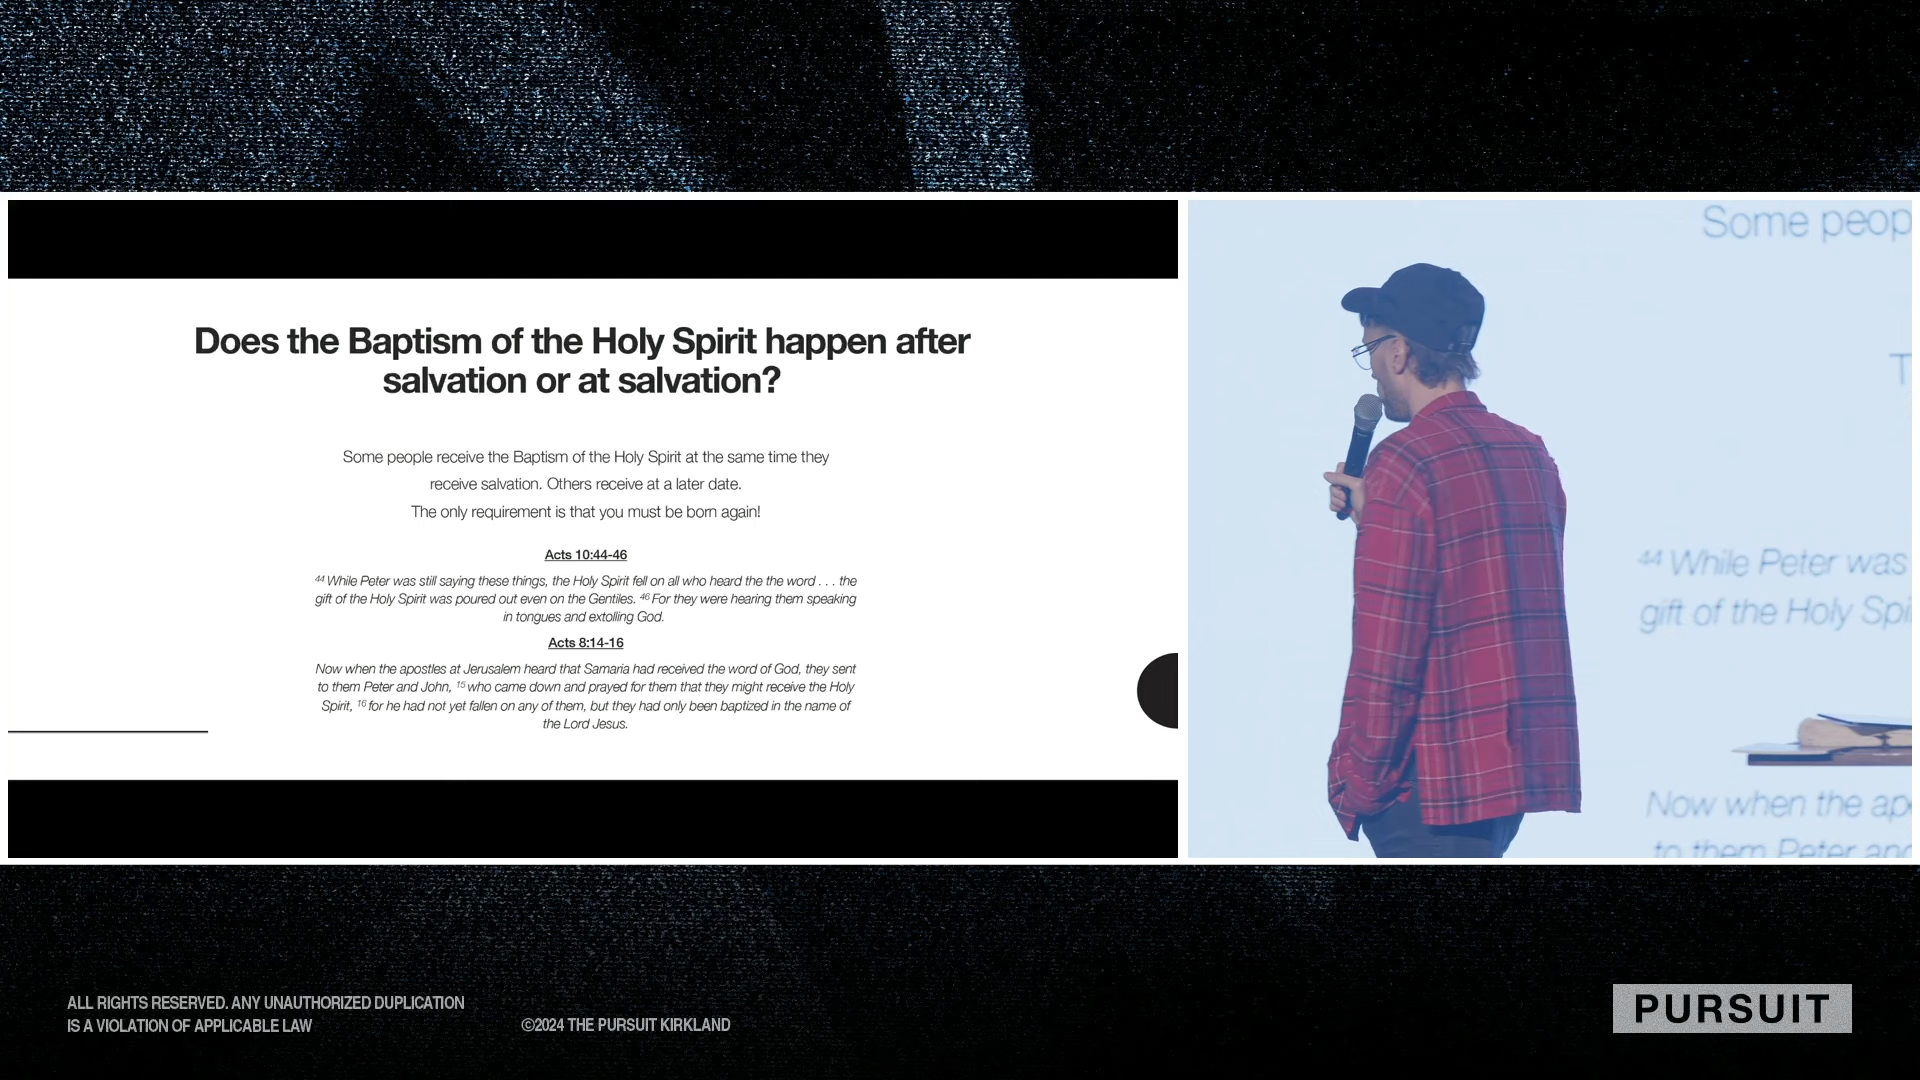 Does the Baptism of the Holy Spirit happen after
salvation or at salvation?
Some people receive the Baptism of the Holy Spirit at the same time they
receive salvation. Others receive at a later date.
The only requirement is that you must be born again!
Acts 10:44-46
44 While Peter was still saying these things, the Holy Spirit fell on all who heard the the word . . . the
gift of the Holy Spirit was poured out even on the Gentiles. 46 For they were hearing them speaking
in tongues and extolling God.
Acts 8:14-16
Now when the apostles at Jerusalem heard that Samaria had received the word of God, they sent
to them Peter and John, 15 who came down and prayed for them that they might receive the Holy
Spirit, 16 for he had not yet fallen on any of them, but they had only been baptized in the name of
the Lord Jesus.
Some peop
T
44 While Peter was
gift of the Holy Spi
Now when the apo
to them Peter and
ALL RIGHTS RESERVED. ANY UNAUTHORIZED DUPLICATION
IS A VIOLATION OF APPLICABLE LAW
©2024 THE PURSUIT KIRKLAND
PURSUIT